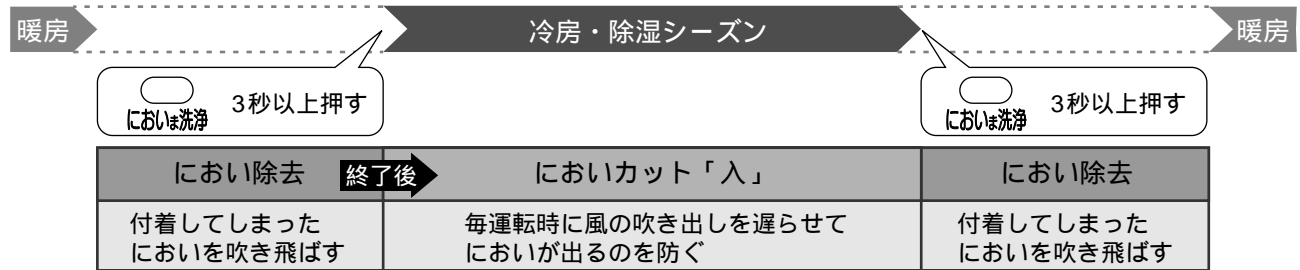 暖房
冷房・除湿シーズン
暖房
3秒以上押す
におい洗浄
3秒以上押す
におい洗浄
におい除去
終了後
においカット「入」
におい除去
付着してしまった
においを吹き飛ばす
毎運転時に風の吹き出しを遅らせて
においが出るのを防ぐ
付着してしまった
においを吹き飛ばす